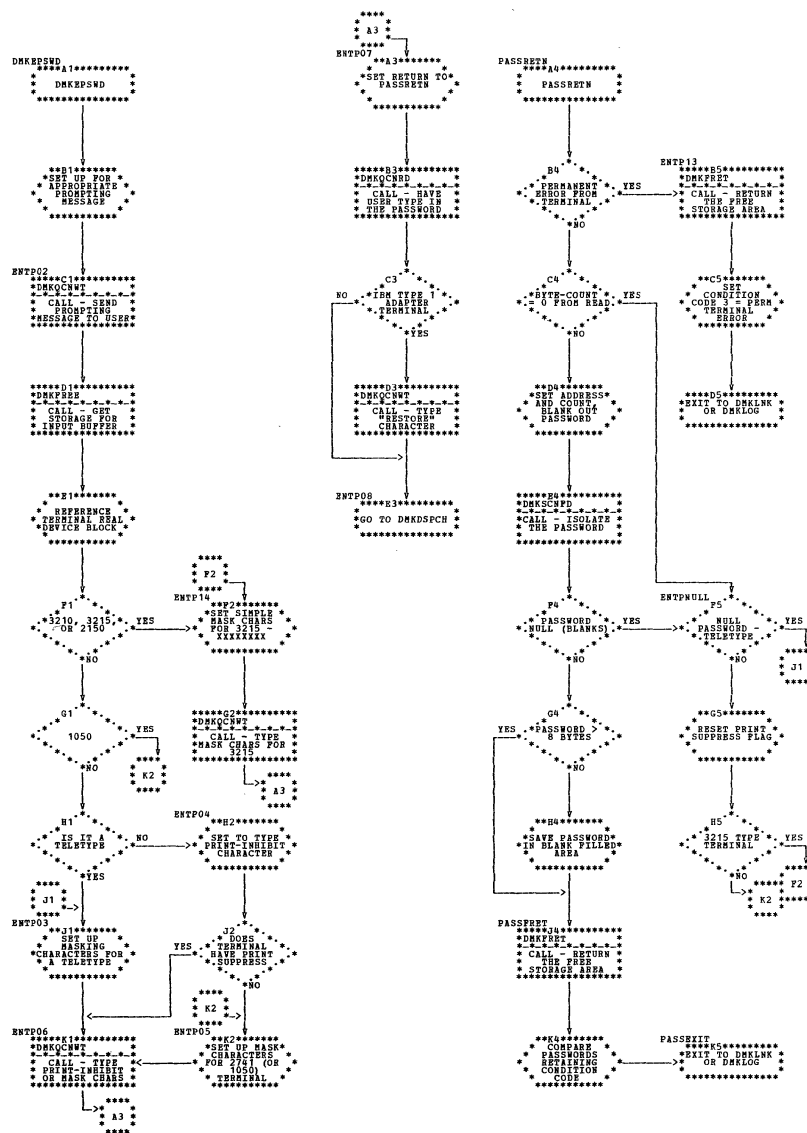 DMKEPSWD
A1
DMKEPSWD
B1
SET UP FOR
APPROPRIATE
PROMPTING
MESSAGE
ENTP02
C1
DMKQCNWT
CALL - SEND
PROMPTING
MESSAGE TO USER
D1
DMKFREE
CALL - GET
STORAGE FOR
INPUT BUFFER
E1
REFERENCE
TERMINAL REAL
DEVICE BLOCK
F1
3210, 3215,
OR 2150
YES
NO
G1
1050
YES
K2
NO
H1
IS IT A
TELETYPE
NO
YES
J1
ENTP03
J1
SET UP
MASKING
CHARACTERS FOR
A TELETYPE
ENTP06
K1
DMKQCNWT
CALL - TYPE
PRINT-INHIBIT
OR MASK CHARS
A3
F2
ENTP14
F2
SET SIMPLE
MASK CHARS
FOR 3215 ~
XXXXXXXX
G2
DMKQCNWT
CALL - TYPE
MASK CHARS FOR
3215
A3
ENTP04
H2
SET TO TYPE
PRINT-INHIBIT
CHARACTER
J2
DOES
TERMINAL
HAVE PRINT
SUPPRESS
YES
NO
K2
ENTP05
K2
SET UP MASK
CHARACTERS
FOR 2741 (OR
1050)
TERMINAL
A3
ENTP07
A3
SET RETURN TO
PASSRETN
B3
DMKQCNRD
CALL - HAVE
USER TYPE IN
THE PASSWORD
C3
IBM TYPE 1
ADAPTER
TERMINAL
NO
YES
D3
DMKQCNWT
CALL - TYPE
"RESTORE"
CHARACTER
ENTP08
E3
GO TO DMKDSPCH
PASSRETN
A4
PASSRETN
B4
PERMANENT
ERROR FROM
TERMINAL
YES
NO
C4
BYTE-COUNT
= 0 FROM READ
YES
NO
D4
SET ADDRESS
AND COUNT,
BLANK OUT
PASSWORD
E4
DMKSCNFD
CALL - ISOLATE
THE PASSWORD
F4
PASSWORD
NULL (BLANKS)
YES
NO
G4
PASSWORD >
8 BYTES
YES
NO
H4
SAVE PASSWORD
IN BLANK FILLED
AREA
PASSFRET
J4
DMKFRET
CALL - RETURN
THE FREE
STORAGE AREA
K4
COMPARE
PASSWORDS
RETAINING
CONDITION
CODE
ENTP13
B5
DMKFRET
CALL - RETURN
THE FREE
STORAGE AREA
C5
SET
CONDITION
CODE 3 = PERM
TERMINAL
ERROR
D5
EXIT TO DMKLNK
OR DMKLOG
ENTPNULL
F5
NULL
PASSWORD -
TELETYPE
YES
J1
NO
G5
RESET PRINT
SUPPRESS FLAG
H5
3215 TYPE
TERMINAL
YES
F2
NO
K2
PASSEXIT
K5
EXIT TO DMKLNK
OR DMKLOG